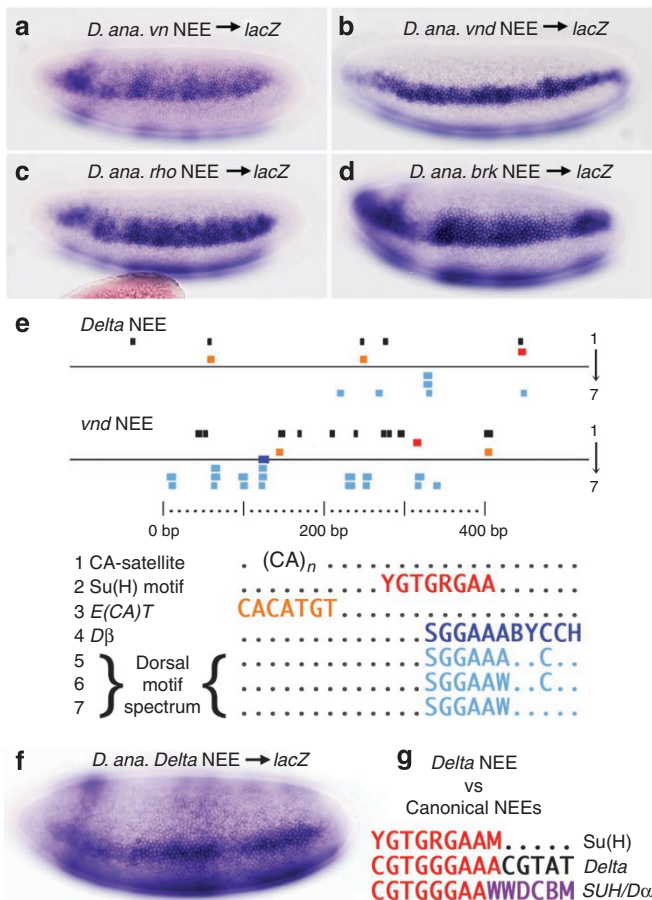 a
D. ana. vn NEE → lacZ
b
D. ana. vnd NEE → lacZ
c
D. ana. rho NEE → lacZ
d
D. ana. brk NEE → lacZ
e
Delta NEE
1
7
vnd NEE
1
7
0 bp 200 bp 400 bp
1 CA-satellite . (CA)n . . . . . . . . . . . . . . . .
2 Su(H) motif . . . . . . . . . YGTGRGAA . . . . . .
3 E(CA)T CACATGT . . . . . . . . . . . . . . .
4 Dβ . . . . . . . . . . . . SGGAAABYCCH
5 . . . . . . . . . . . . SGGAAA..C..
6 . . . . . . . . . . . . SGGAAW..C..
7 . . . . . . . . . . . . SGGAAW.....
Dorsal
motif
spectrum
f
D. ana. Delta NEE → lacZ
g
Delta NEE
vs
Canonical NEEs
YGTGRGAAM..... Su(H)
CGTGGGAAACGTAT Delta
CGTGGGAAWWDCBM SUH/Dα